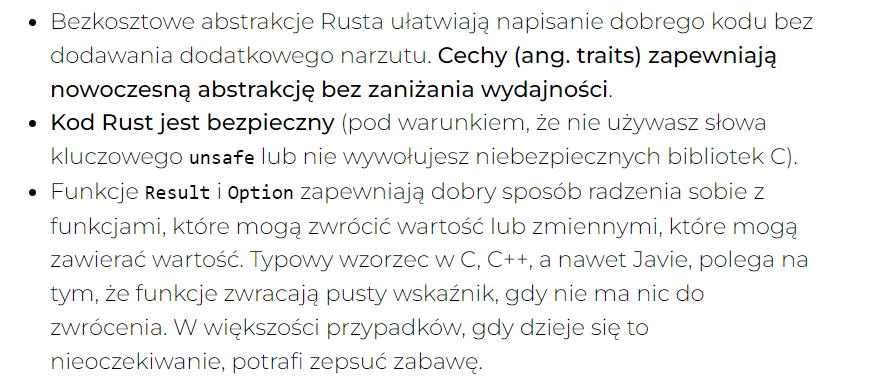 • Bezkosztowe abstrakcje Rusta ułatwiają napisanie dobrego kodu bez
dodawania dodatkowego narzutu. Cechy (ang. traits) zapewniają
nowoczesną abstrakcję bez zaniżania wydajności.
• Kod Rust jest bezpieczny (pod warunkiem, że nie używasz słowa
kluczowego unsafe lub nie wywołujesz niebezpiecznych bibliotek C).
• Funkcje Result i Option zapewniają dobry sposób radzenia sobie z
funkcjami, które mogą zwrócić wartość lub zmiennymi, które mogą
zawierać wartość. Typowy wzorzec w C, C++, a nawet Javie, polega na
tym, że funkcje zwracają pusty wskaźnik, gdy nie ma nic do
zwrócenia. W większości przypadków, gdy dzieje się to
nieoczekiwanie, potrafi zepsuć zabawę.